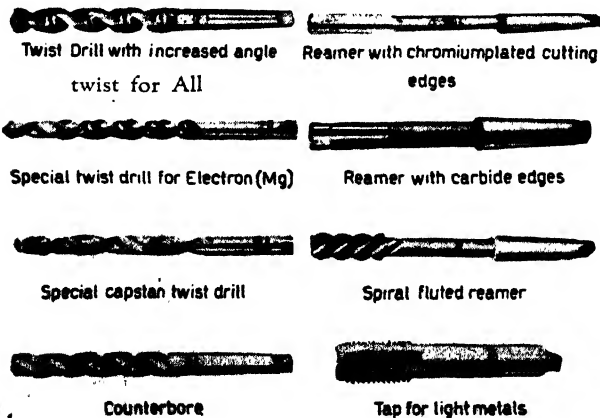 Twist Drill with increased angle
twist for All
Reamer with chromiumplated cutting
edges
Special twist drill for Electron (Mg)
Reamer with carbide edges
Special capstan twist drill
Spiral fluted reamer
Counterbore
Tap for light metals